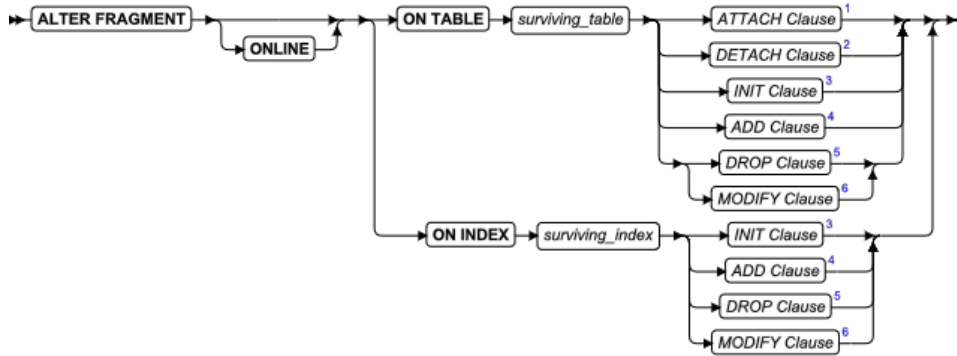 ALTER FRAGMENT ON TABLE surviving_table ATTACH Clause 1
ONLINE DETACH Clause 2
INIT Clause 3
ADD Clause 4
DROP Clause 5
MODIFY Clause 6
ON INDEX surviving_index INIT Clause 3
ADD Clause 4
DROP Clause 5
MODIFY Clause 6